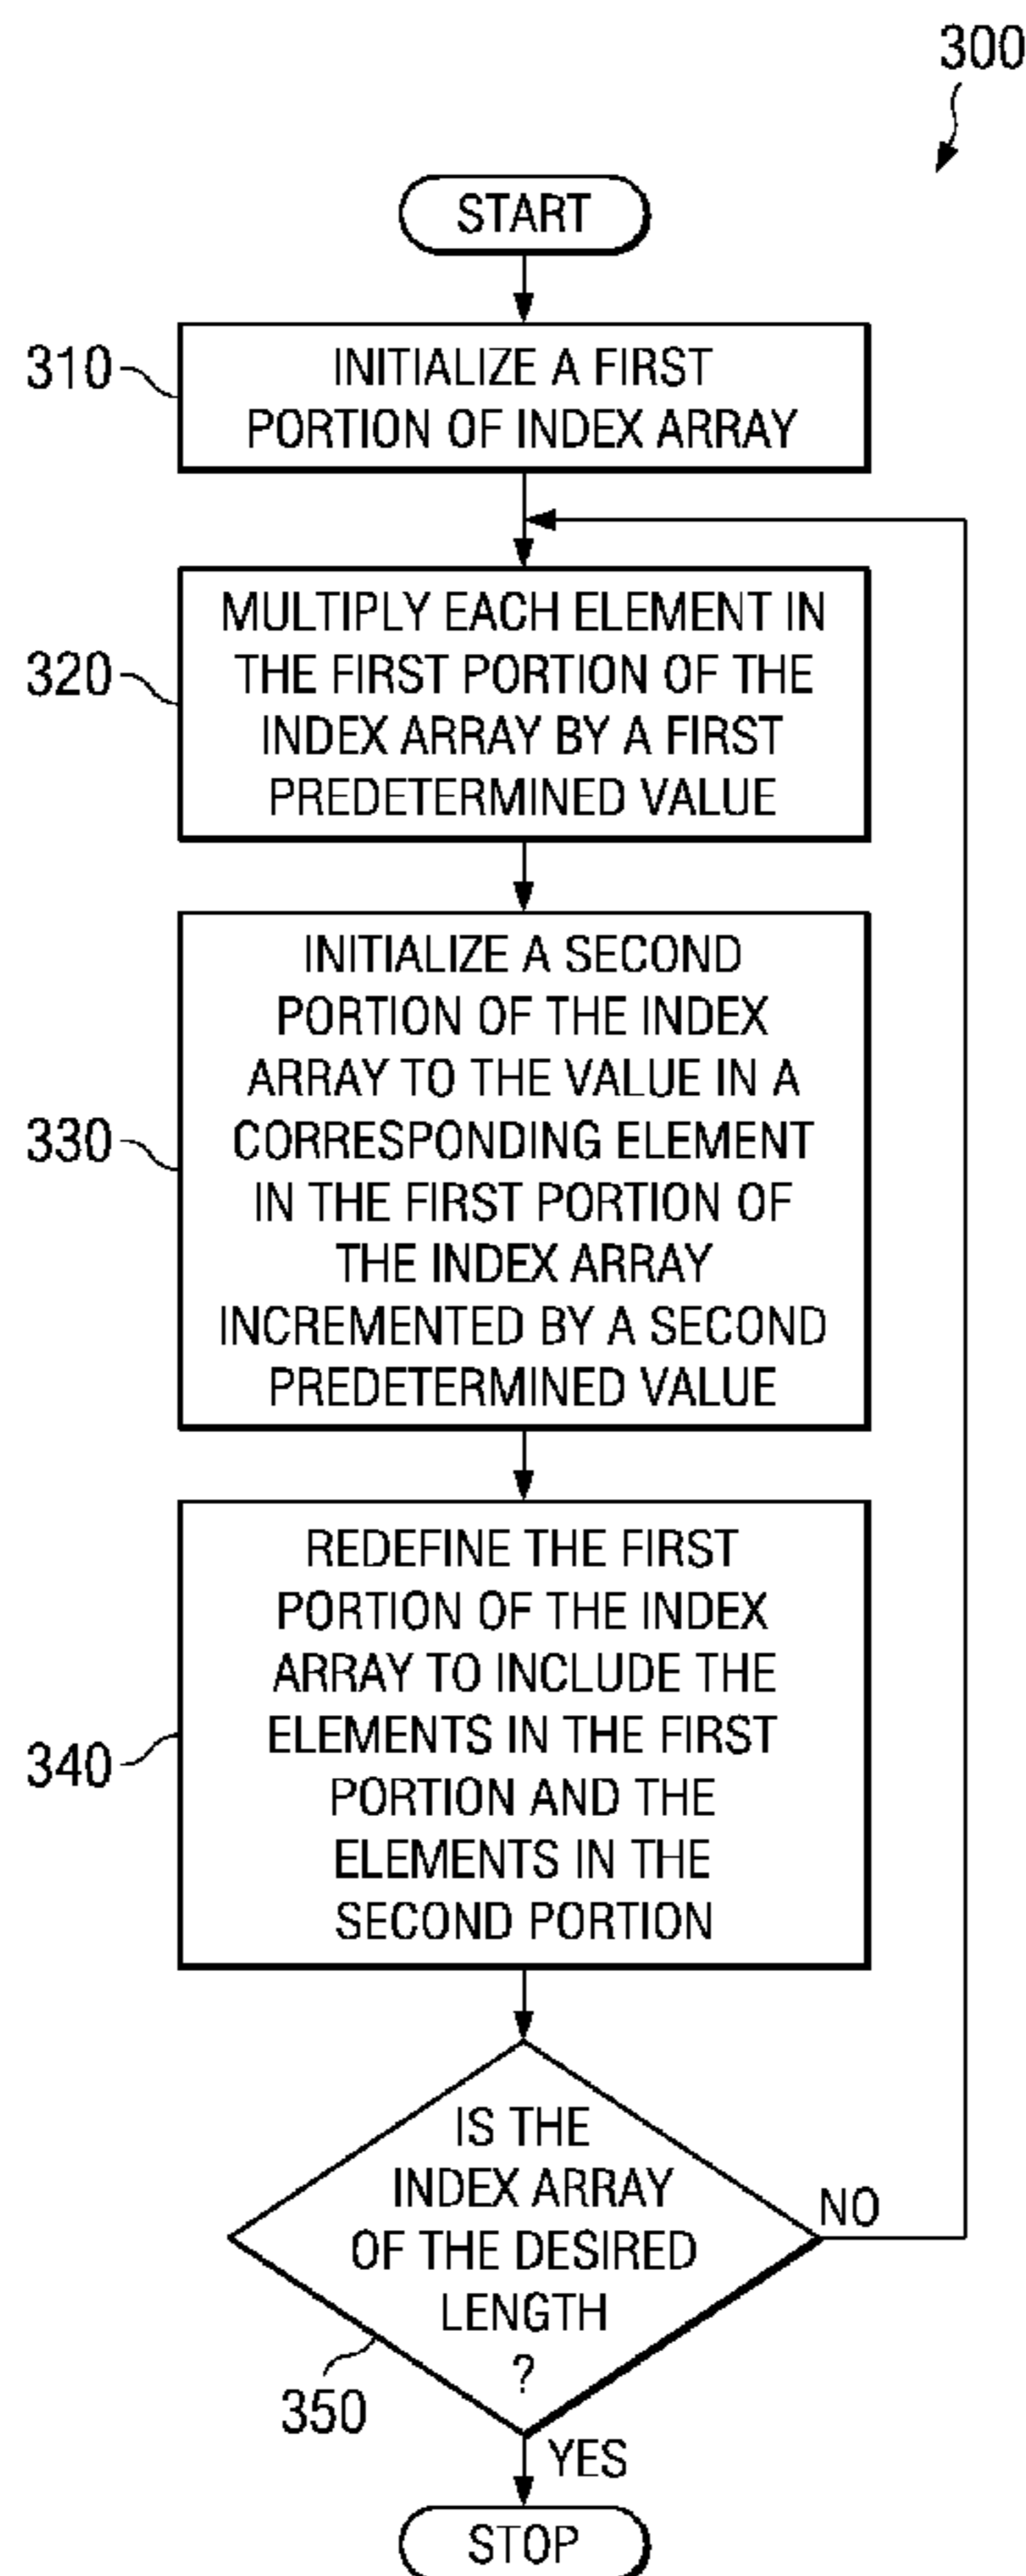 300
START
310
INITIALIZE A FIRST
PORTION OF INDEX ARRAY
320
MULTIPLY EACH ELEMENT IN
THE FIRST PORTION OF THE
INDEX ARRAY BY A FIRST
PREDETERMINED VALUE
330
INITIALIZE A SECOND
PORTION OF THE INDEX
ARRAY TO THE VALUE IN A
CORRESPONDING ELEMENT
IN THE FIRST PORTION OF
THE INDEX ARRAY
INCREMENTED BY A SECOND
PREDETERMINED VALUE
340
REDEFINE THE FIRST
PORTION OF THE INDEX
ARRAY TO INCLUDE THE
ELEMENTS IN THE FIRST
PORTION AND THE
ELEMENTS IN THE
SECOND PORTION
IS THE
INDEX ARRAY
OF THE DESIRED
LENGTH
?
NO
350
YES
STOP